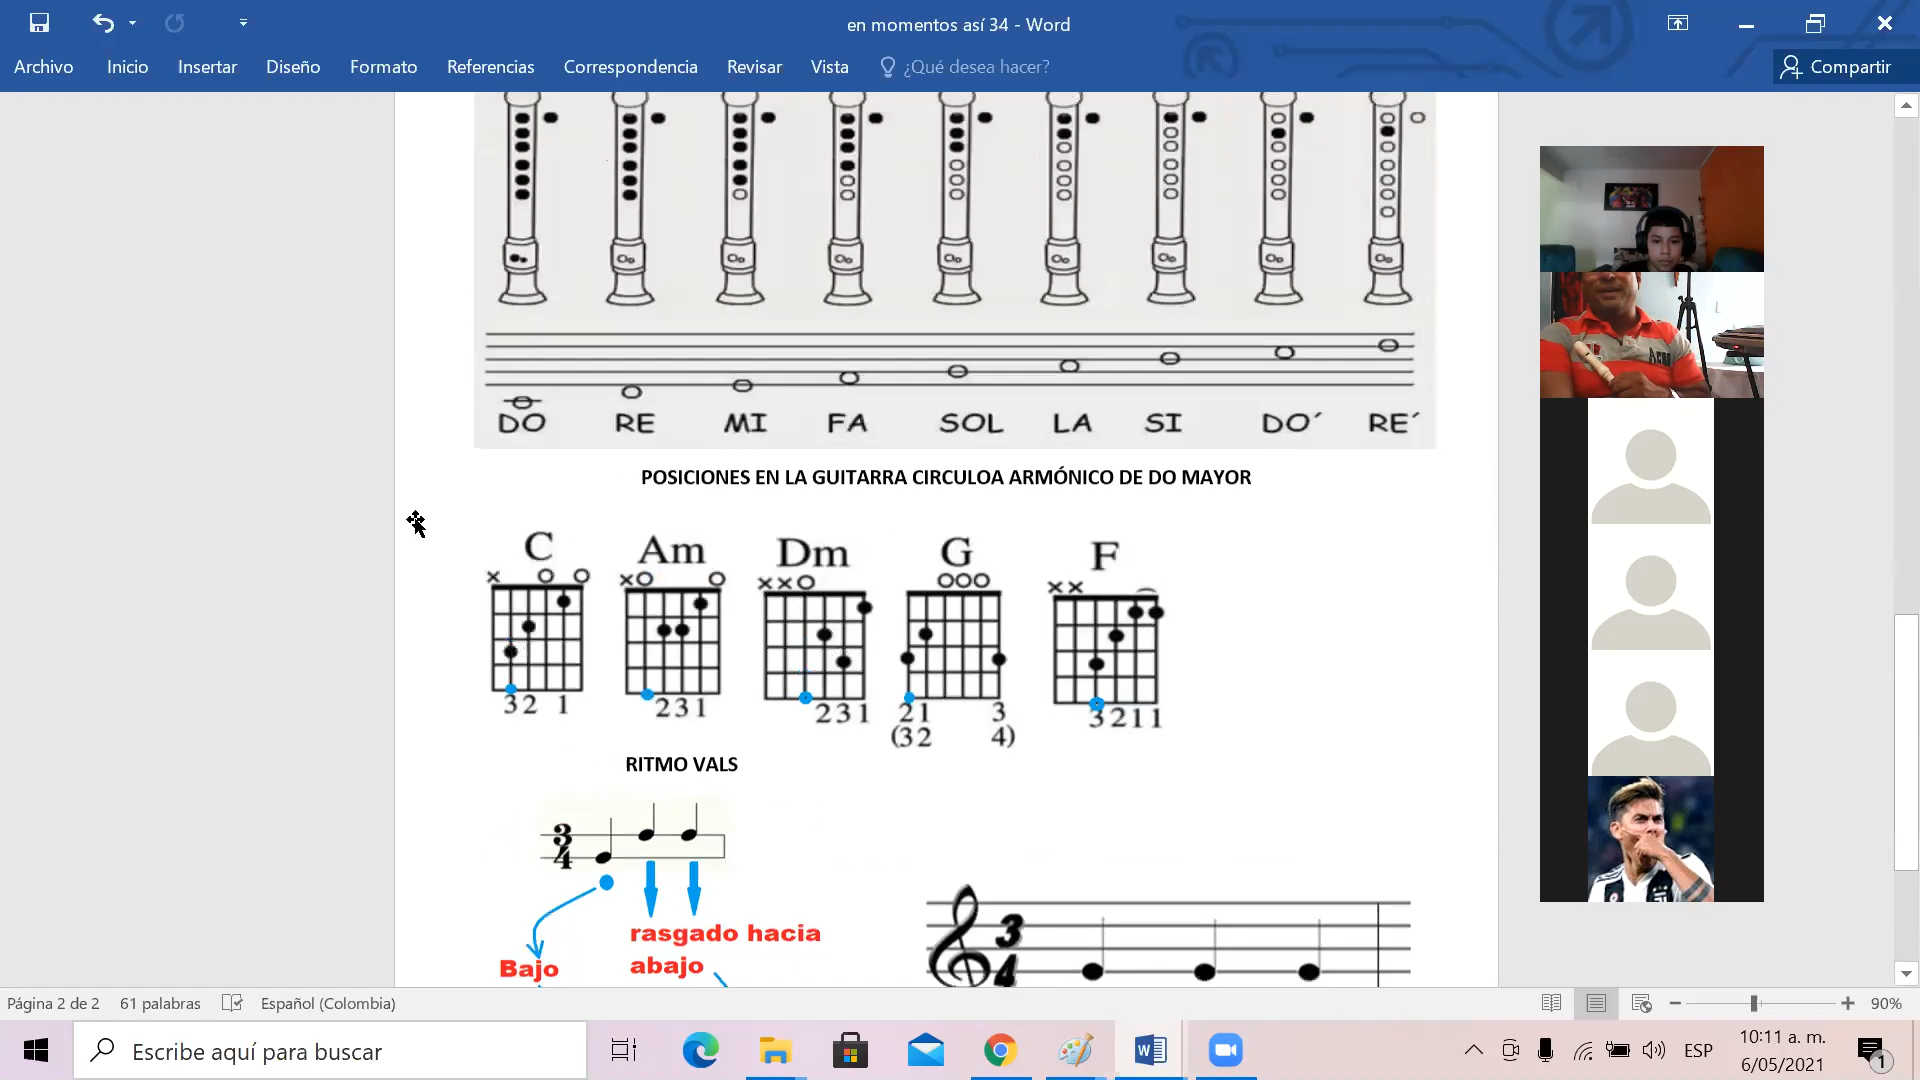 en momentos así 34 - Word
Archivo Inicio Insertar Diseño Formato Referencias Correspondencia Revisar Vista ¿Qué desea hacer? Compartir
DO RE MI FA SOL LA SI DO´ RE´
POSICIONES EN LA GUITARRA CIRCULOA ARMÓNICO DE DO MAYOR
C Am Dm G F
32 1 231 231 21 3 3211
(32 4)
RITMO VALS
3
4
3
4
rasgado hacia
abajo
Bajo
Página 2 de 2 61 palabras Español (Colombia) 90%
Escribe aquí para buscar
ESP
10:11 a. m.
6/05/2021
1